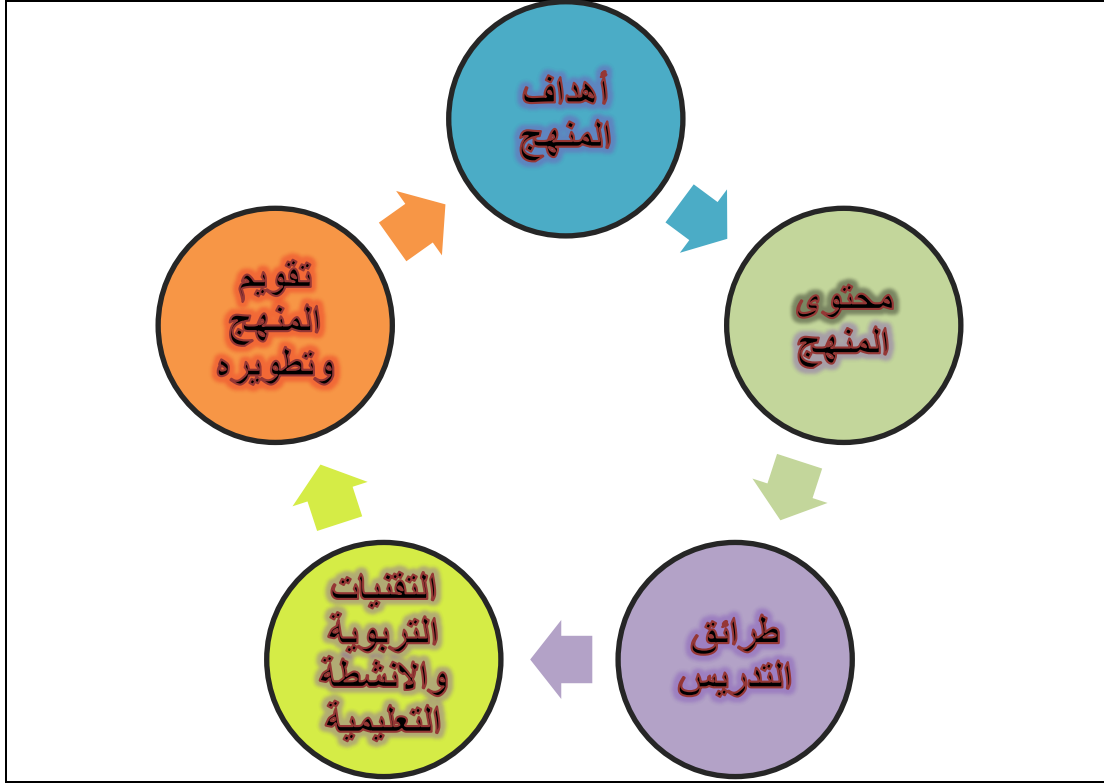 أهداف
المنهج
محتوى
المنهج
طرائق
التدريس
التقنيات
التربوية
والانشطة
التعليمية
تقويم
المنهج
وتطويره